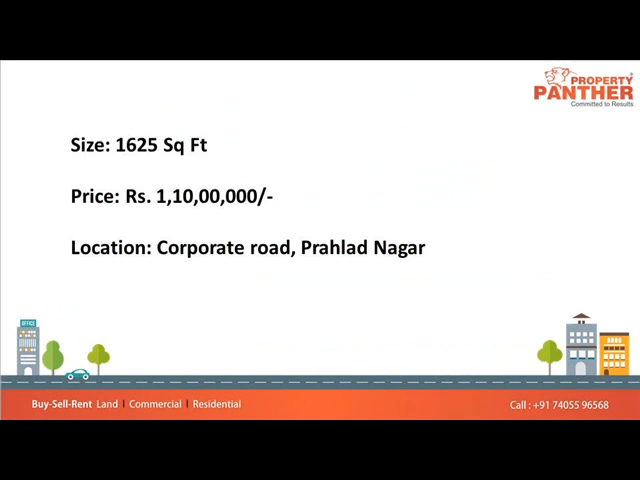 PROPERTY
PANTHER
Committed to Results
Size: 1625 Sq Ft
Price: Rs. 1,10,00,000/-
Location: Corporate road, Prahlad Nagar
OFFICE
Buy-Sell-Rent Land | Commercial | Residential
Call : +91 74055 96568